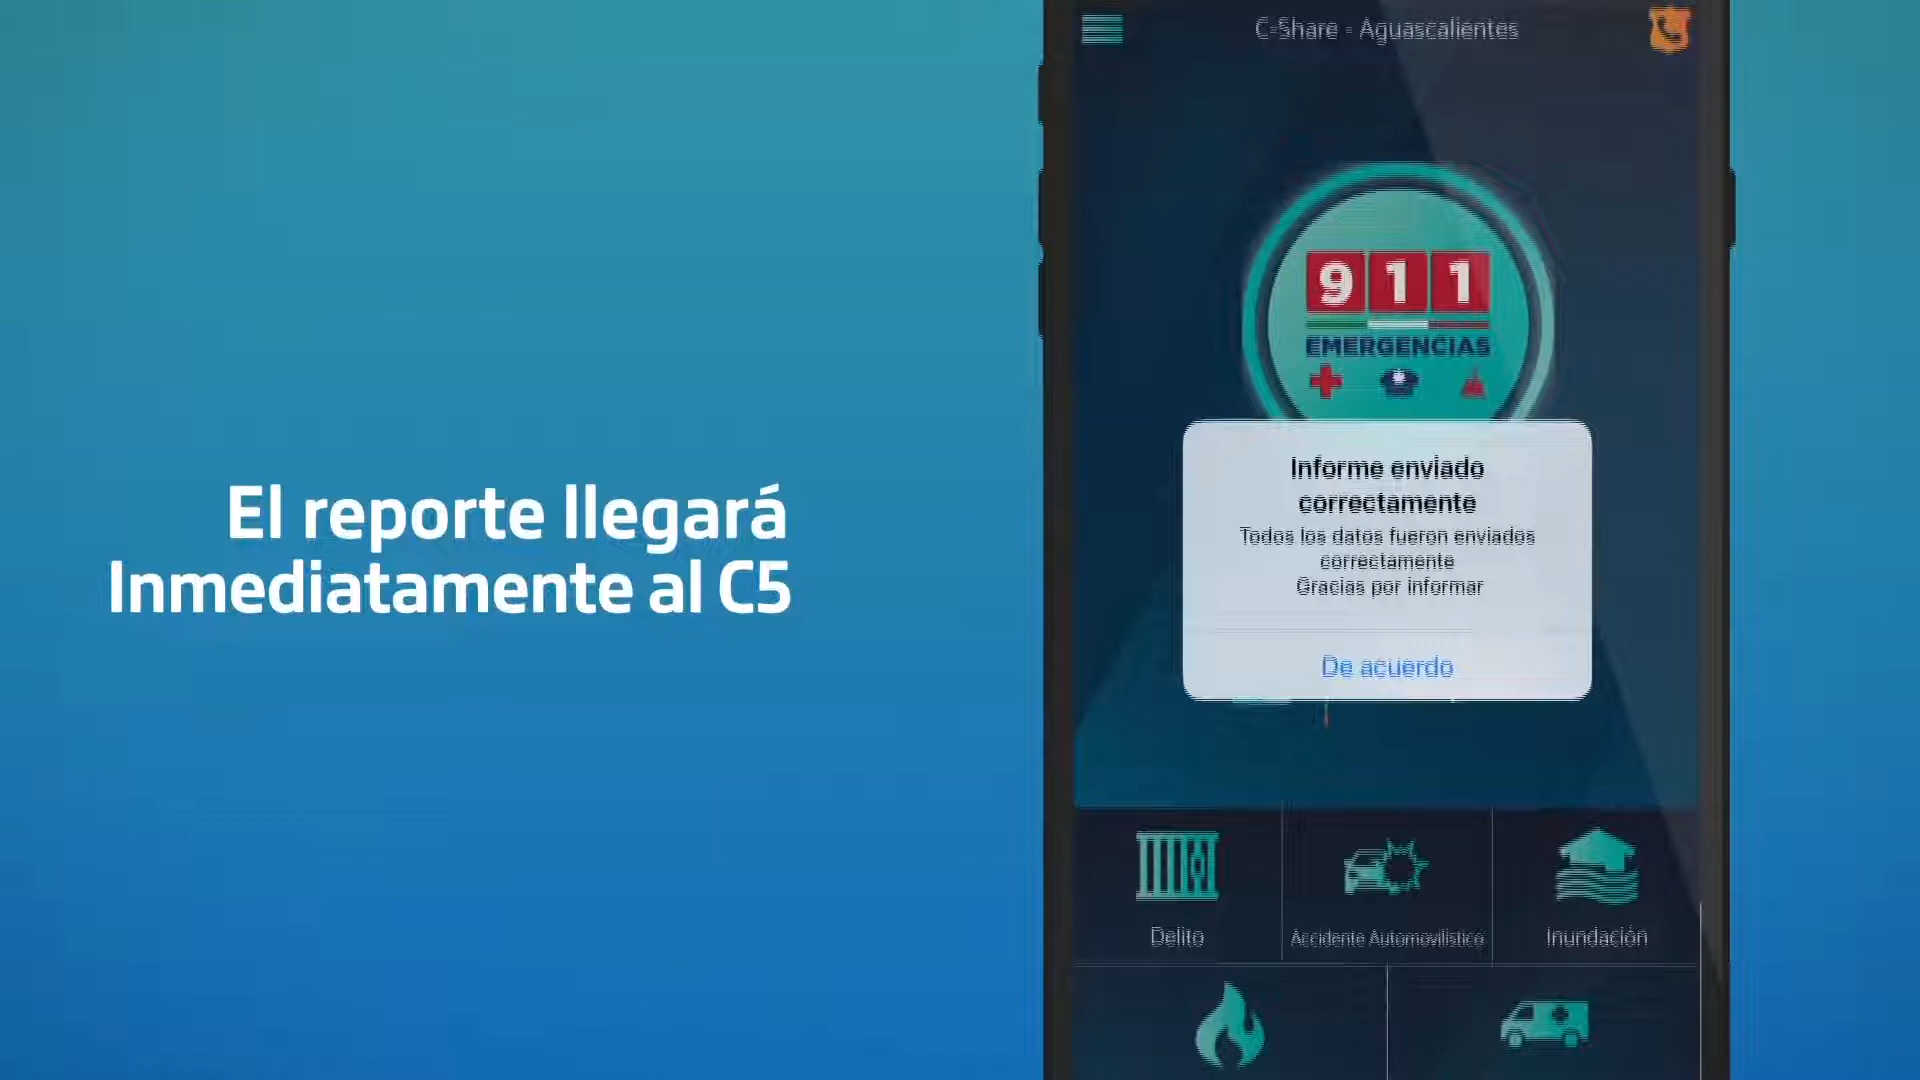 C-Share - Aguascalientes
911
EMERGENCIAS
El reporte llegará
Inmediatamente al C5
Informe enviado
correctamente
Todos los datos fueron enviados
correctamente
Gracias por informar
De acuerdo
Delito
Accidente Automovilístico
Inundación